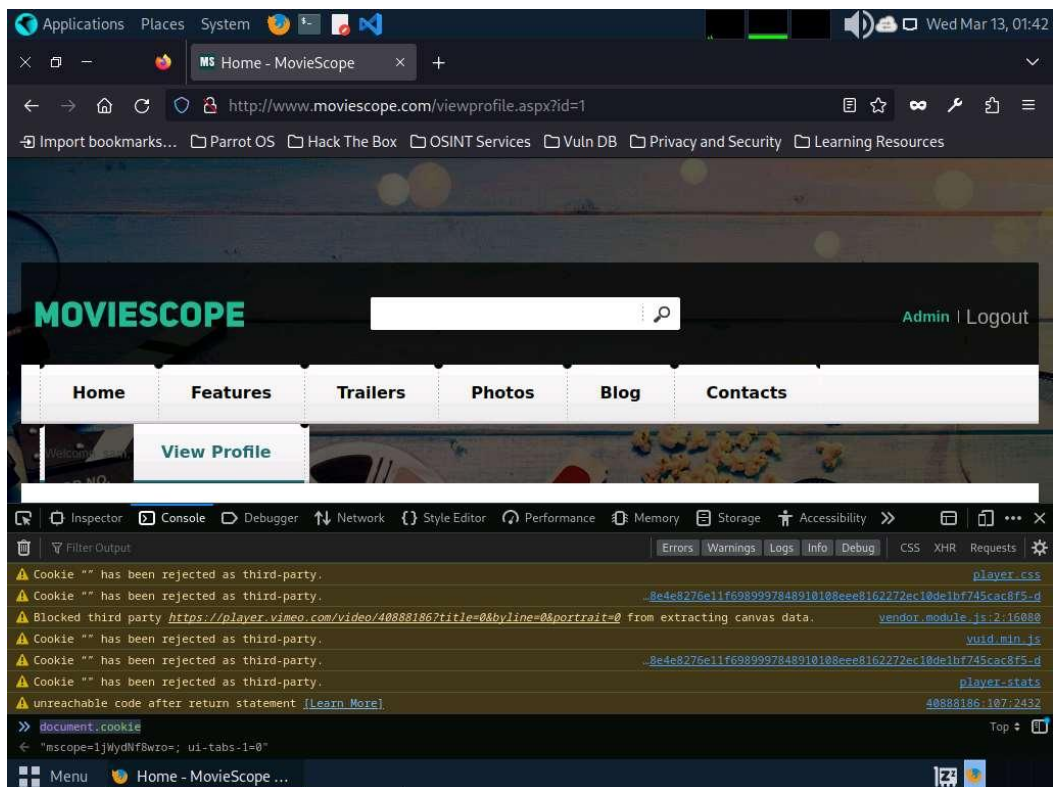 Applications Places System Wed Mar 13, 01:42
MS Home - MovieScope
http://www.moviescope.com/viewprofile.aspx?id=1
Import bookmarks... Parrot OS Hack The Box OSINT Services Vuln DB Privacy and Security Learning Resources
MOVIESCOPE
Admin | Logout
Home Features Trailers Photos Blog Contacts
View Profile
Inspector Console Debugger Network {} Style Editor Performance Memory Storage Accessibility
Filter Output Errors Warnings Logs Info Debug CSS XHR Requests
Cookie "" has been rejected as third-party. player.css
Cookie "" has been rejected as third-party.
Blocked third party https://player.vimeo.com/video/40888186?title=0&byline=0&portrait=0 from extracting canvas data. vendor.module.js:2:16080
Cookie "" has been rejected as third-party. vuid.min.js
Cookie "" has been rejected as third-party.
Cookie "" has been rejected as third-party. player-stats
unreachable code after return statement [Learn More] 40888186:107:2432
document.cookie Top
"mscope=1jWydNf8wro=; ui-tabs-1=0"
Menu Home - MovieScope ...